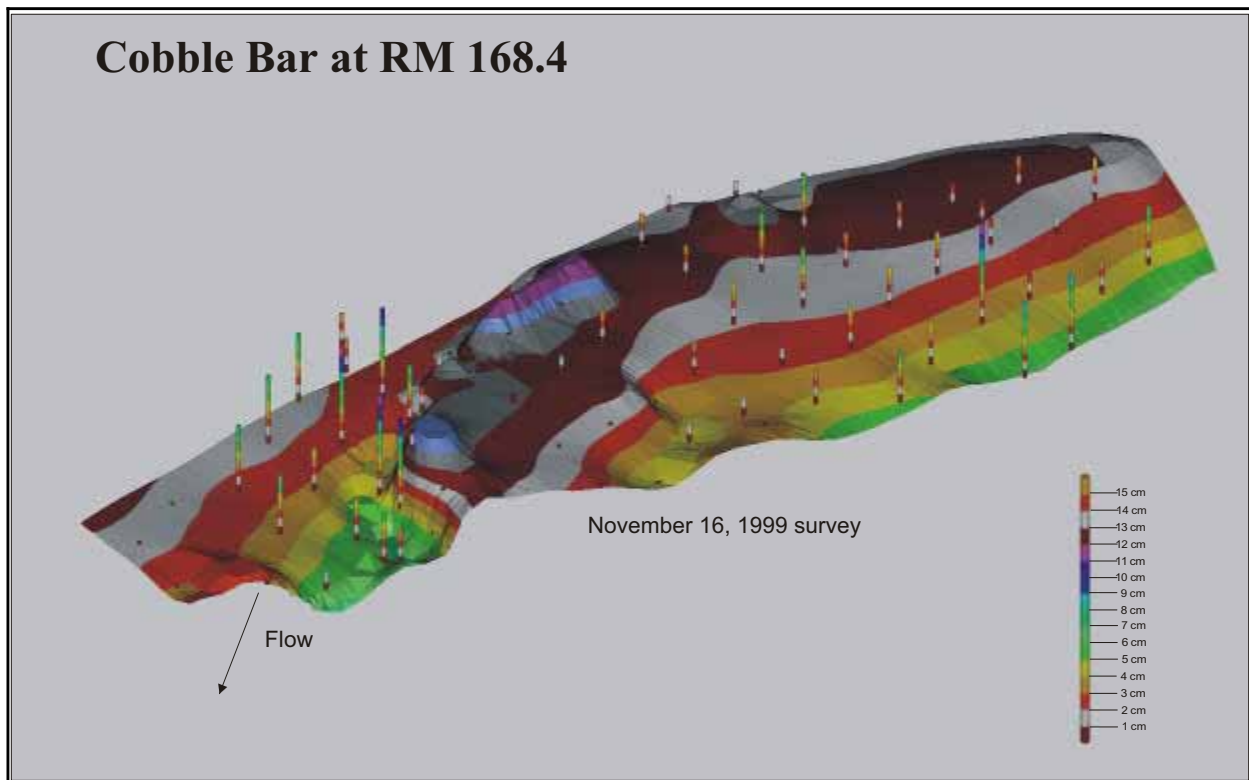 Cobble Bar at RM 168.4
November 16, 1999 survey
Flow
15 cm
14 cm
13 cm
12 cm
11 cm
10 cm
9 cm
8 cm
7 cm
6 cm
5 cm
4 cm
3 cm
2 cm
1 cm